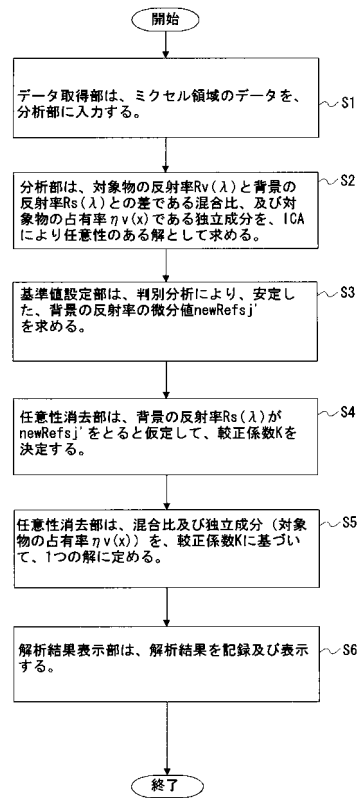 開始
データ取得部は、ミクセル領域のデータを、
分析部に入力する。
S1
分析部は、対象物の反射率Rv(λ)と背景の
反射率Rs(λ)との差である混合比、及び対
象物の占有率ηv(x)である独立成分を、ICA
により任意性のある解として求める。
S2
基準値設定部は、判別分析により、安定し
た、背景の反射率の微分値newRefsj'
を求める。
S3
任意性消去部は、背景の反射率Rs(λ)が
newRefsj'をとると仮定して、較正係数Kを
決定する。
S4
任意性消去部は、混合比及び独立成分（対象
物の占有率ηv(x)）を、較正係数Kに基づい
て、1つの解に定める。
S5
解析結果表示部は、解析結果を記録及び表示
する。
S6
終了